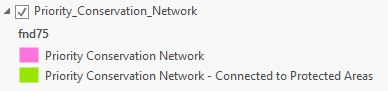 Priority_Conservation_Network
fnd75
Priority Conservation Network
Priority Conservation Network - Connected to Protected Areas